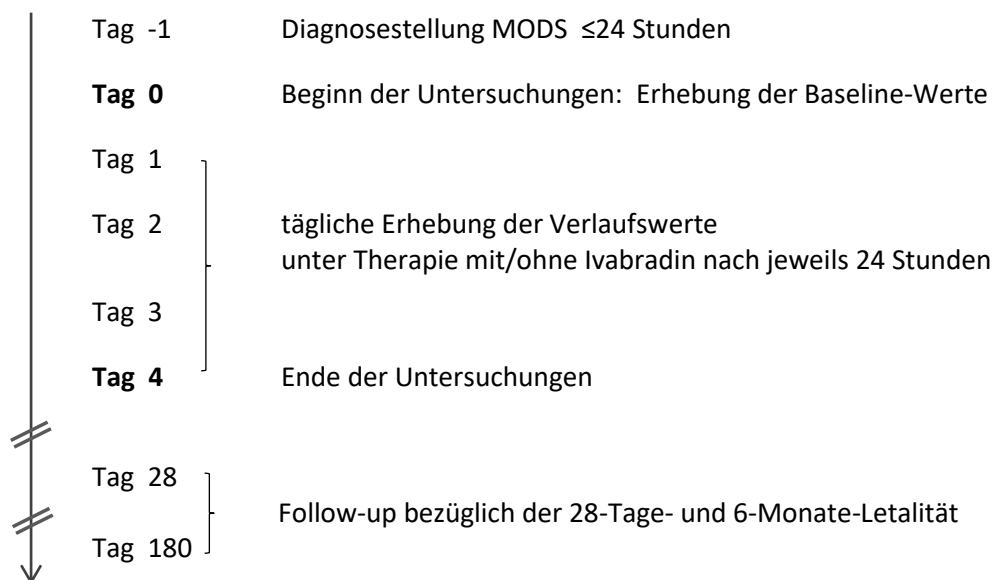 Tag -1 Diagnosestellung MODS ≤24 Stunden
Tag 0 Beginn der Untersuchungen: Erhebung der Baseline-Werte
Tag 1
Tag 2 tägliche Erhebung der Verlaufswerte
unter Therapie mit/ohne Ivabradin nach jeweils 24 Stunden
Tag 3
Tag 4 Ende der Untersuchungen
Tag 28
Follow-up bezüglich der 28-Tage- und 6-Monate-Letalität
Tag 180